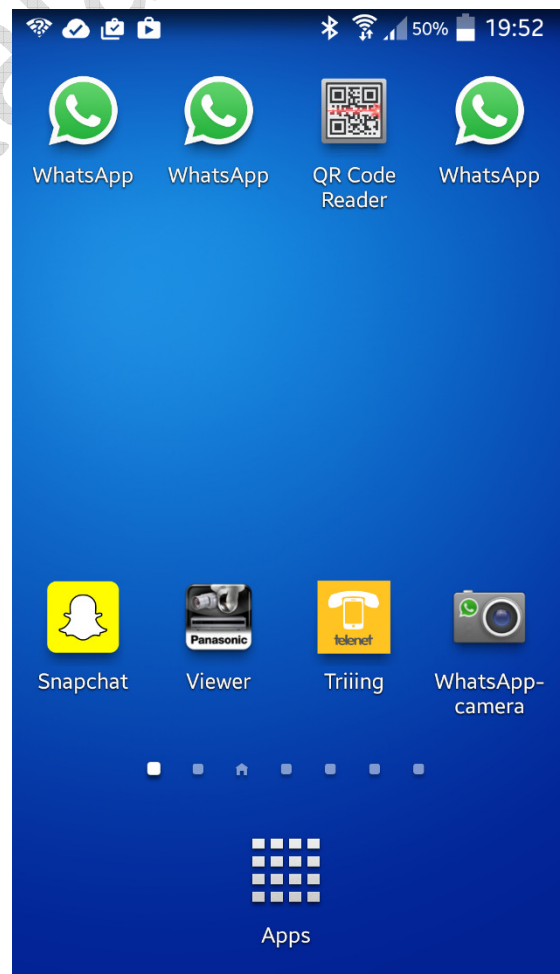 50% 19:52
WhatsApp WhatsApp QR Code Reader WhatsApp
Panasonic telenet
Snapchat Viewer Triiing WhatsApp-camera
Apps